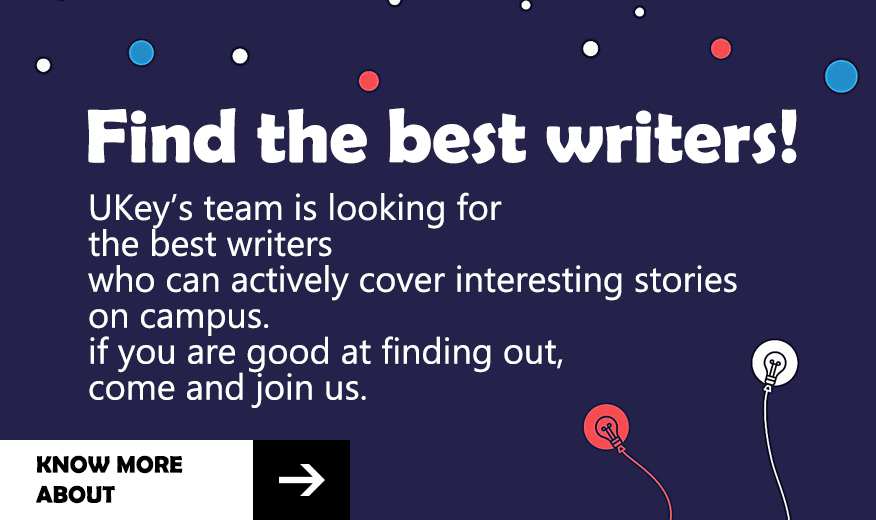 Find the best writers!
UKey’s team is looking for
the best writers
who can actively cover interesting stories
on campus.
if you are good at finding out,
come and join us.
KNOW MORE
ABOUT